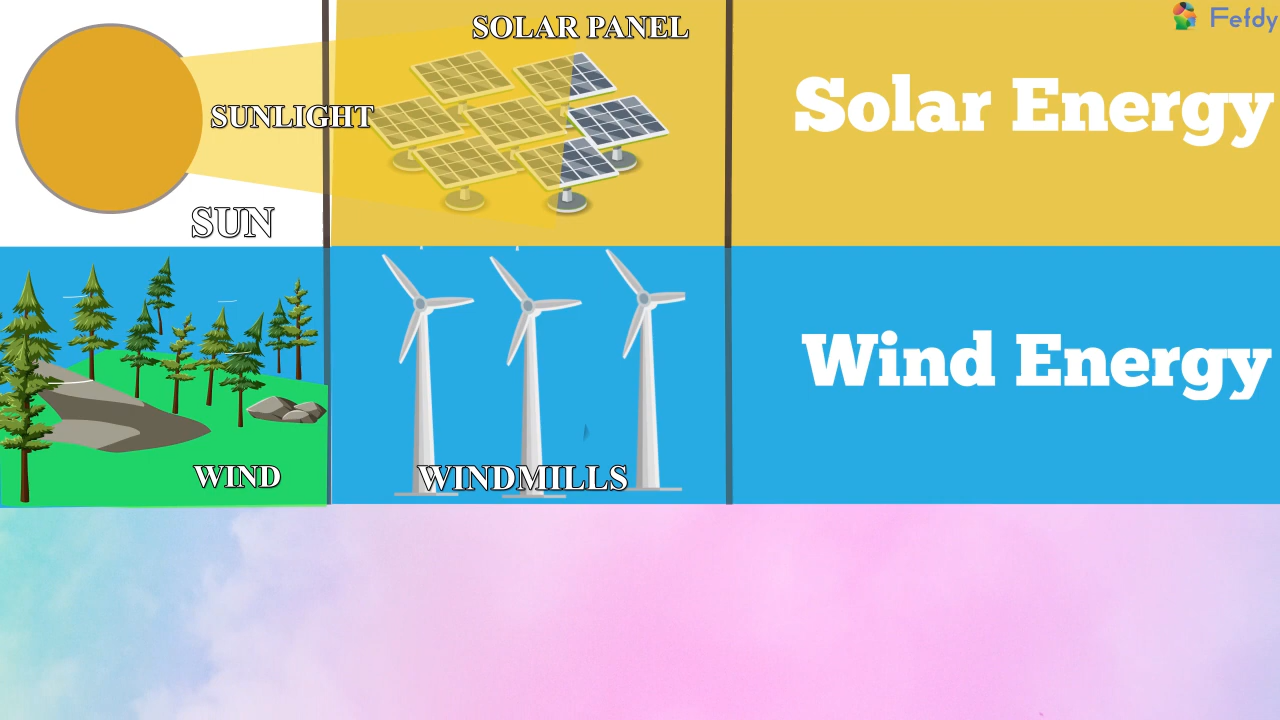 SOLAR PANEL
Fefdy
SUNLIGHT
Solar Energy
SUN
Wind Energy
WIND
WINDMILLS